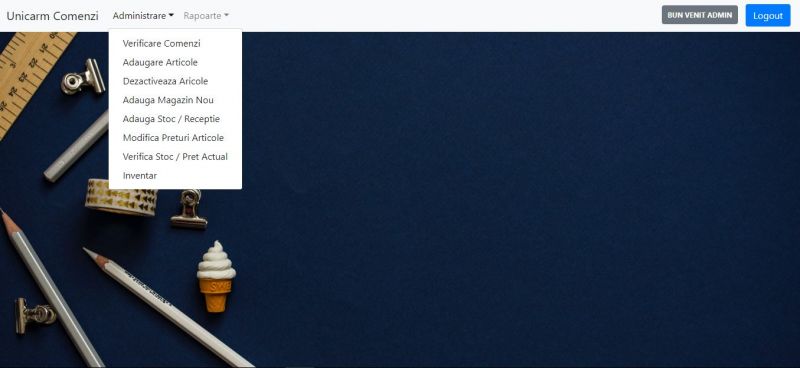 Unicarm Comenzi
Administrare
Rapoarte
BUN VENIT ADMIN
Logout
Verificare Comenzi
Adaugare Articole
Dezactiveaza Aricole
Adauga Magazin Nou
Adauga Stoc / Receptie
Modifica Preturi Articole
Verifica Stoc / Pret Actual
Inventar